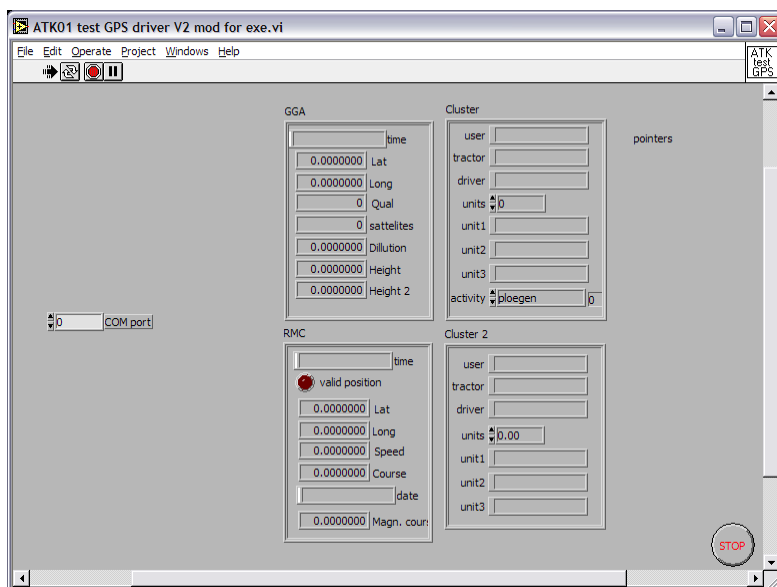 ATK01 test GPS driver V2 mod for exe.vi
File Edit Operate Project Windows Help
ATK
test
GPS
GGA
time
0.0000000 Lat
0.0000000 Long
0 Qual
0 sattelites
0.0000000 Dillution
0.0000000 Height
0.0000000 Height 2
Cluster
user
tractor
driver
units 0
unit1
unit2
unit3
activity ploegen 0
pointers
0 COM port
RMC
time
valid position
0.0000000 Lat
0.0000000 Long
0.0000000 Speed
0.0000000 Course
date
0.0000000 Magn. cour
Cluster 2
user
tractor
driver
units 0.00
unit1
unit2
unit3
STOP